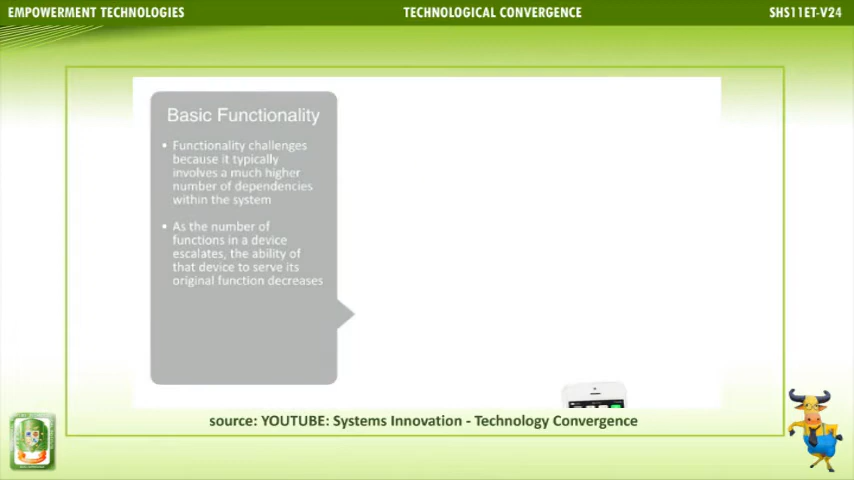 EMPOWERMENT TECHNOLOGIES
TECHNOLOGICAL CONVERGENCE
SHS11ET-V24
Basic Functionality
• Functionality challenges
because it typically
involves a much higher
number of dependencies
within the system
• As the number of
functions in a device
escalates, the ability of
that device to serve its
original function decreases
source: YOUTUBE: Systems Innovation - Technology Convergence